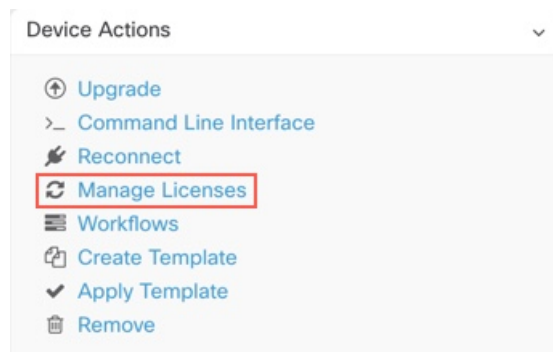 Device Actions
Upgrade
Command Line Interface
Reconnect
Manage Licenses
Workflows
Create Template
Apply Template
Remove